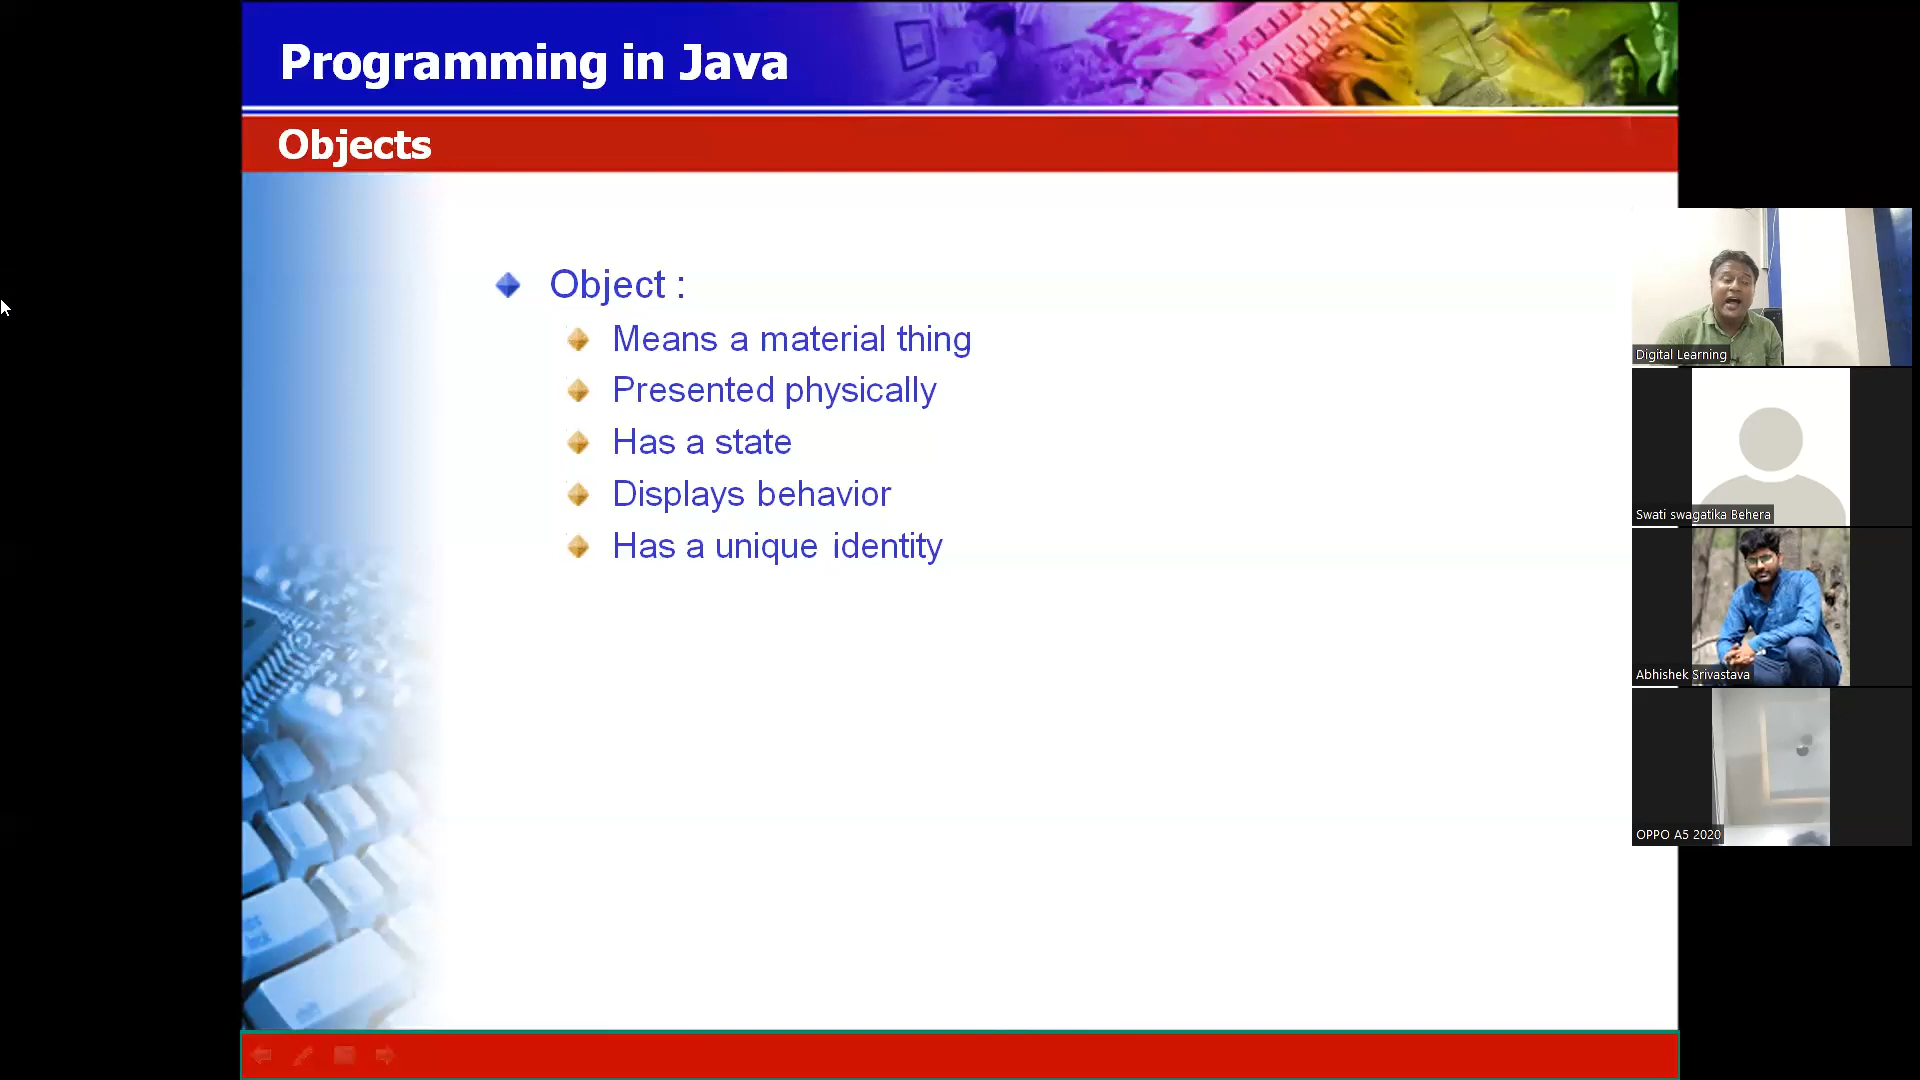 Programming in Java
Objects
Object :
Means a material thing
Presented physically
Has a state
Displays behavior
Has a unique identity
Digital Learning
Swati swagatika Behera
Abhishek Srivastava
OPPO A5 2020